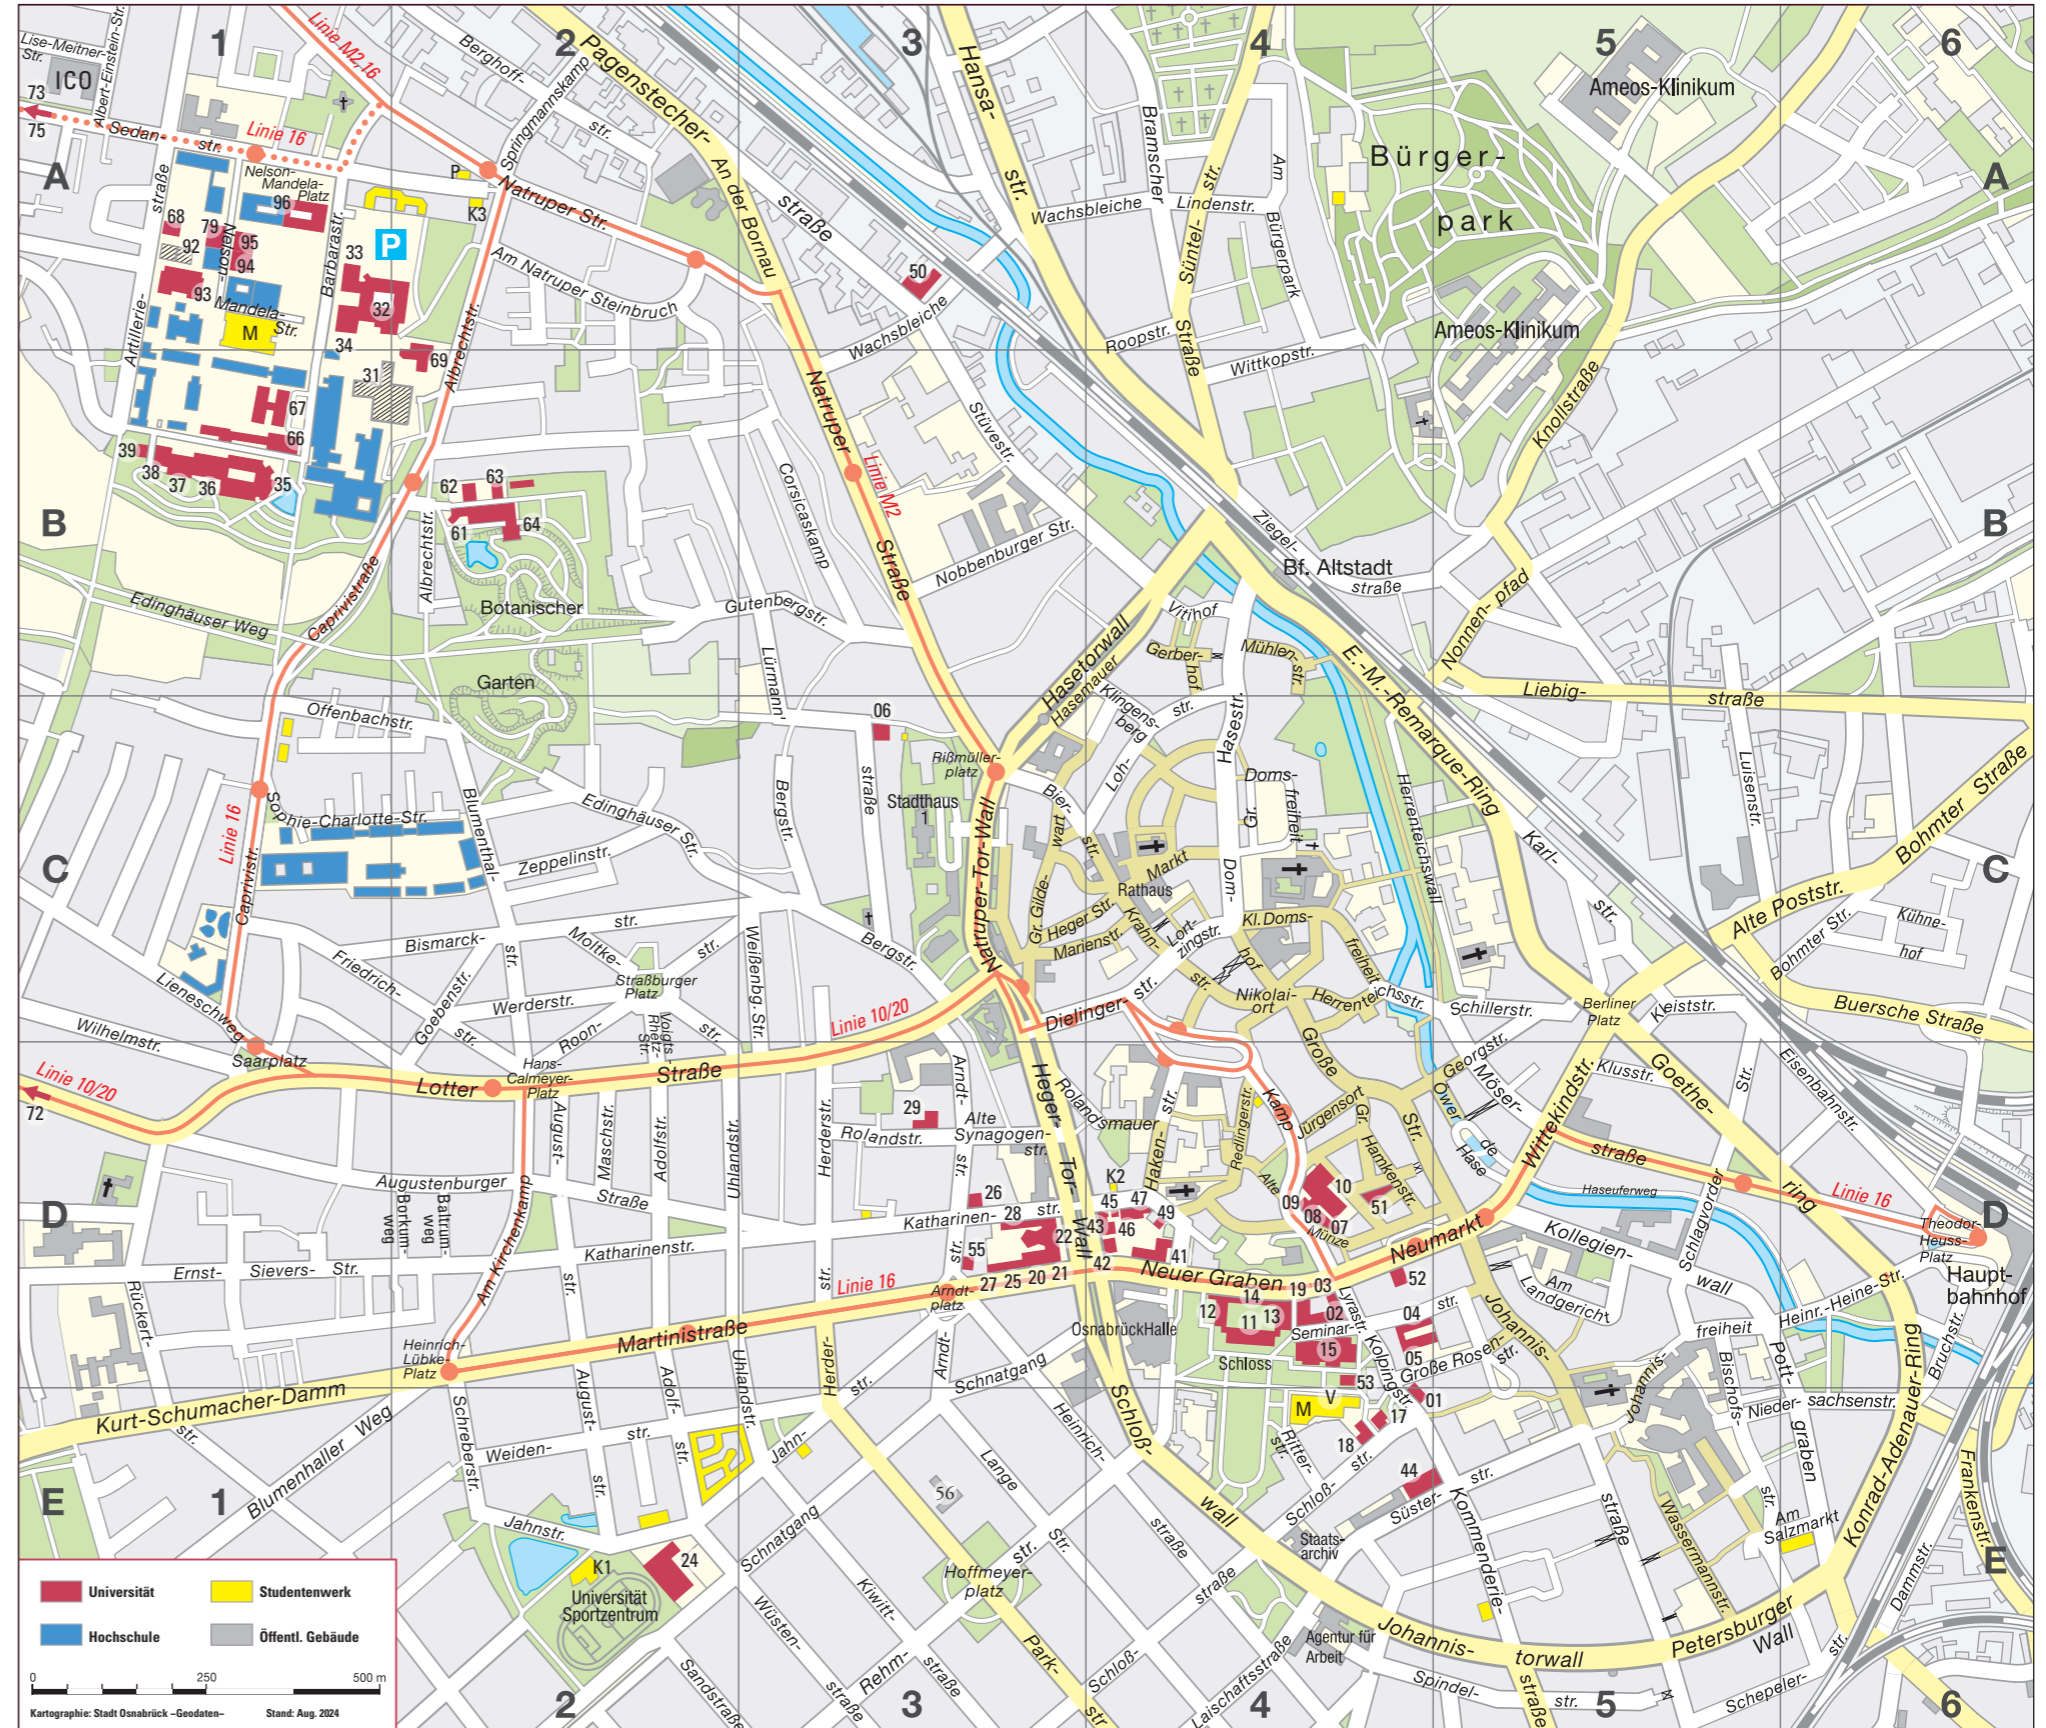 1
2
3
4
5
6
Lise-Meitner-
Str.
ICO
Albert-Einstein-Str.
73
75
Linie M2,16
Sedan-
str.
Linie 16
Berghoff-
str.
Springmannskamp
Pagenstecher-
straße
An der Bornau
Hansa-
str.
Bramscher
Wachsbleiche
Lindenstr.
Süntel-
str.
Straße
Am
Bürgerpark
Bürger-
park
Ameos-Klinikum
Ameos-Klinikum
A
A
Artillerie-
straße
Nelson-
Mandela-
Platz
Nelson-
Mandela-
Str.
Barbarastr.
P
K3
P
Natruper Str.
Am Natruper Steinbruch
Albrechtstr.
68
79
96
92
95
94
93
33
32
34
M
69
31
67
66
39
38
37
36
35
50
Wachsbleiche
Roopstr.
Wittkopstr.
Knollstraße
Natruper
Straße
Linie M2
Stüvestr.
Corsicaskamp
Nobbenburger Str.
Ziegel-
straße
Bf. Altstadt
B
B
62
63
61
64
Albrechtstr.
Botanischer
Garten
Caprivistraße
Edinghäuser Weg
Gutenbergstr.
Lürmann'
straße
Hasetorwall
Hasemauer
Vitihof
Gerber-
hof
Mühlen-
str.
E.-M.-Remarque-Ring
Nonnen-
pfad
Liebig-
straße
Klingens-
berg
str.
Hasestr.
Offenbachstr.
06
Rißmüller-
platz
Stadthaus
1
Natruper-Tor-Wall
Bier-
str.
Loh-
Gr.
Doms-
freiheit
Herrenteichswall
Karl-
str.
Luisenstr.
Bohmter Straße
Sophie-Charlotte-Str.
Blumenthal-
str.
Linie 16
Caprivistr.
Edinghäuser Str.
Zeppelinstr.
Bergstr.
Bergstr.
C
C
Gr. Gilde-
wart
Markt
Rathaus
Heger Str.
Marienstr.
Krahn-
str.
Lort-
zingstr.
Dom-
hof
Kl. Doms-
freiheit
Alte Poststr.
Bohmter Str.
Kühne-
hof
Bismarck-
str.
Moltke-
str.
Straßburger
Platz
Weißenbg. Str.
Friedrich-
str.
Goebenstr.
Werderstr.
Roon-
str.
Voigts
Rhetz-
Str.
Lieneschweg
Wilhelmstr.
Saarplatz
Linie 10/20
Linie 10/20
72
Dielinger-
str.
Nikolai-
ort
Herrentei
chsstr.
Schillerstr.
Berliner
Platz
Keiststr.
Buersche Straße
Große
Str.
Georgstr.
Möser-
straße
Klusstr.
Goethe-
ring
Eisenbahnstr.
Lotter
Straße
Hans-
Calmeyer-
Platz
Arndt-
str.
Heger-
Tor-
Wall
Rolandsmauer
Haken-
str.
Redlingerstr.
Kamp
Jürgensort
Gr.
Hamkenstr.
Öwer
de
Hase
Wittekindstr.
29
Rolandstr.
Alte
Synagogen-
str.
Herderstr.
August-
Maschstr.
Adolfstr.
Uhlandstr.
Augustenburger
Straße
Borkum-
weg
Baltrum-
weg
Am Kirchenkamp
Katharinenstr.
Katharinen-
str.
26
28
22
55
27
25
20
21
K2
45
47
49
43
46
41
42
Alte
Münze
09
08
07
10
51
Neumarkt
Haseuferweg
Linie 16
Theodor-
Heuss-
Platz
Haupt-
bahnhof
D
D
Ernst-
Sievers-
Str.
Rückert-
str.
Linie 16
Arndt-
platz
Neuer Graben
19
03
52
14
12
11
13
02
15
04
05
Lyrastr.
Seminar-
str.
Kolpingstr.
Große Rosen-
str.
Kollegien-
wall
Am
Landgericht
Schlagvorder
Str.
Heinr.-Heine-Str.
Bruchstr.
Martinistraße
Heinrich-
Lübke-
Platz
Herder-
str.
Arndt-
Schnatgang
OsnabrückHalle
Schloss
Schloß-
wall
53
V
M
01
17
18
44
Johannis-
straße
Johannis-
freiheit
Bischofs-
str.
Pott-
graben
Nieder-
sachsenstr.
Konrad-Adenauer-Ring
Kurt-Schumacher-Damm
Blumenhaller Weg
Schreberstr.
Weiden-
str.
August-
str.
Adolf-
str.
Uhlandstr.
Jahn-
str.
Lange
Str.
Heinrich-
straße
Ritter-
str.
Schloß-
str.
Süster-
str.
Kommenderie-
straße
Wassermannstr.
Am
Salzmarkt
Frankenstr.
Dammstr.
E
E
Jahnstr.
56
Schnatgang
K1
24
Universität
Sportzentrum
Hoffmeyer-
platz
Staats-
archiv
Agentur für
Arbeit
Johannis-
torwall
Petersburger
Wall
Wüsten-
straße
Kiwitt-
straße
Rehm-
str.
Park-
str
Schloß-
straße
Laischaftsstraße
Sandstraße
Spindel-
str.
Schepeler-
str.
Universität
Studentenwerk
Hochschule
Öffentl. Gebäude
0
250
500 m
Kartographie: Stadt Osnabrück –Geodaten–
Stand: Aug. 2024
1
2
3
4
5
6